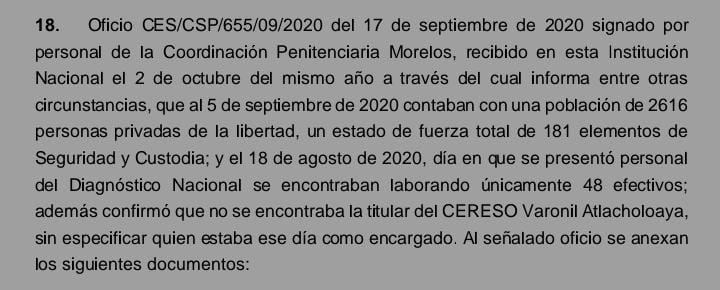 18. Oficio CES/CSP/655/09/2020 del 17 de septiembre de 2020 signado por
personal de la Coordinación Penitenciaria Morelos, recibido en esta Institución
Nacional el 2 de octubre del mismo año a través del cual informa entre otras
circunstancias, que al 5 de septiembre de 2020 contaban con una población de 2616
personas privadas de la libertad, un estado de fuerza total de 181 elementos de
Seguridad y Custodia; y el 18 de agosto de 2020, día en que se presentó personal
del Diagnóstico Nacional se encontraban laborando únicamente 48 efectivos;
además confirmó que no se encontraba la titular del CERESO Varonil Atlacholoaya,
sin especificar quien estaba ese día como encargado. Al señalado oficio se anexan
los siguientes documentos: